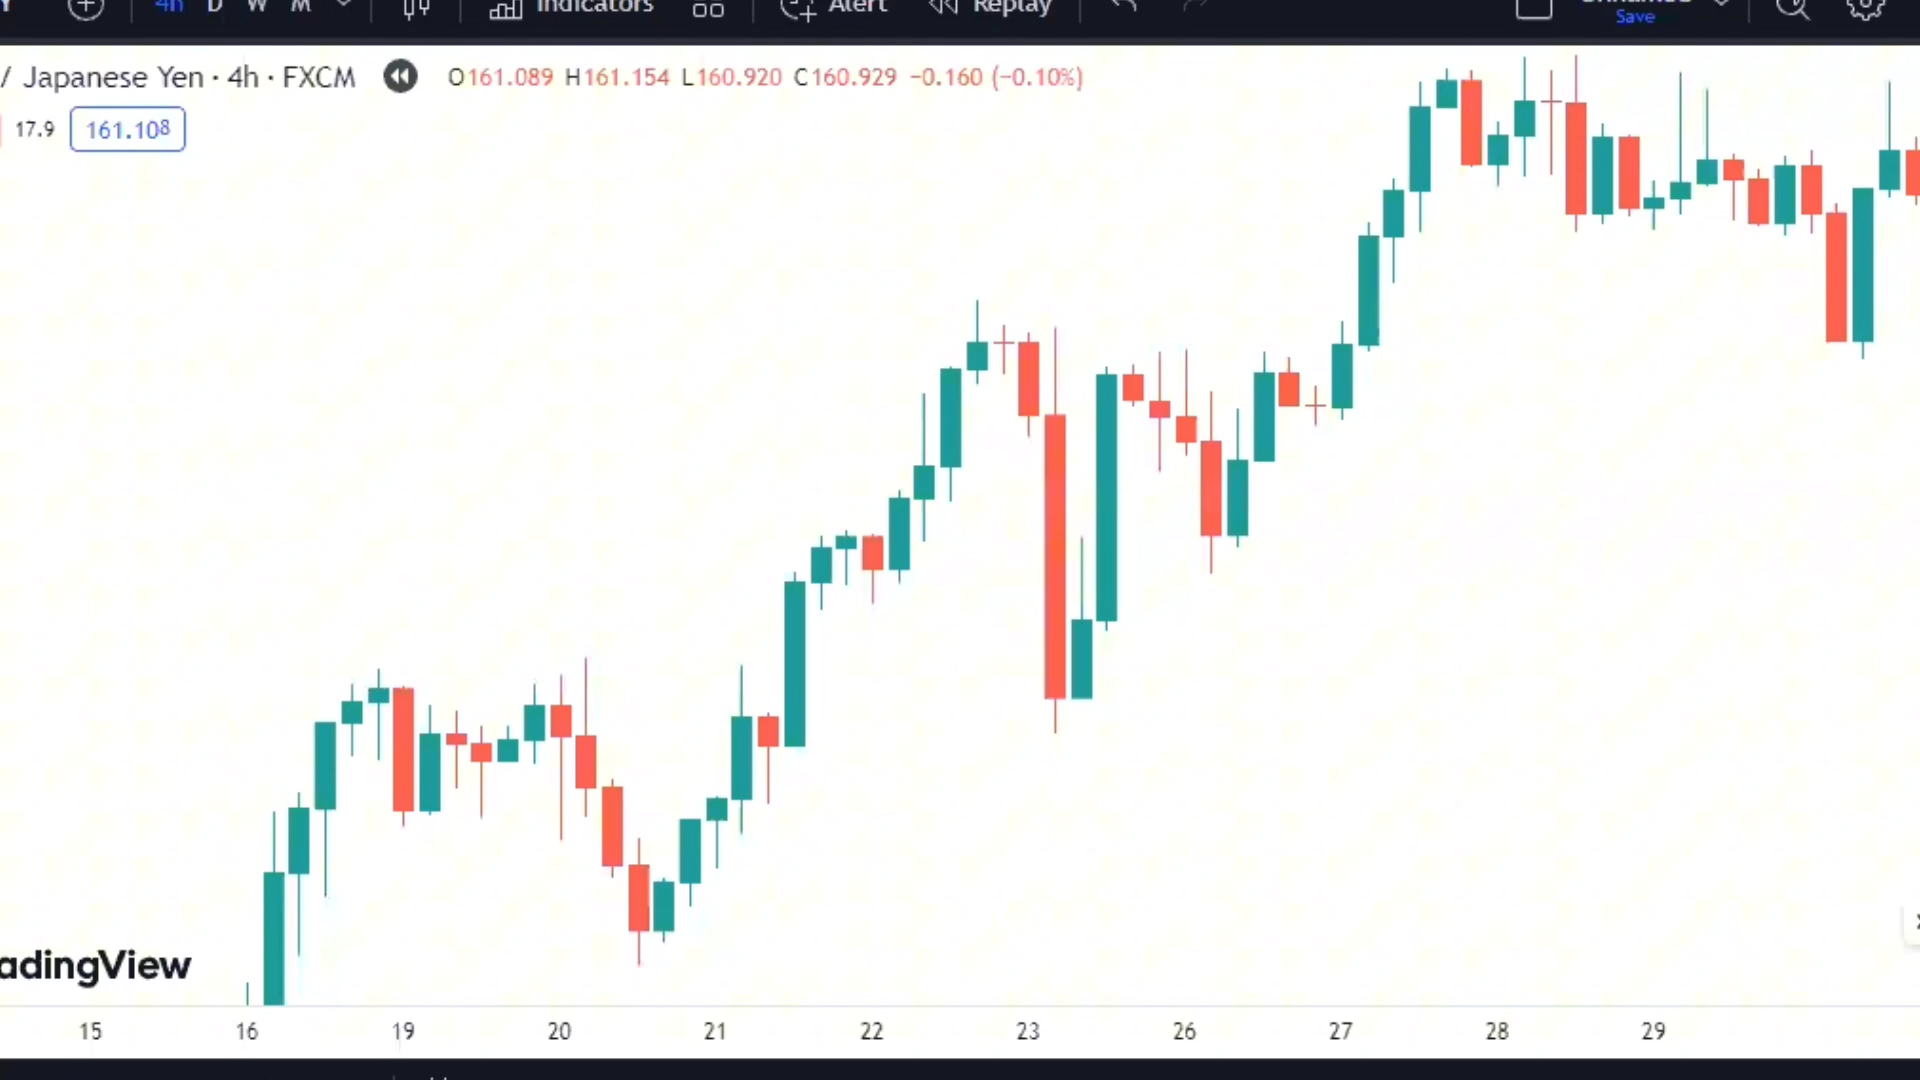 4h D W M Indicators Alert Replay
Save
/ Japanese Yen · 4h · FXCM O161.089 H161.154 L160.920 C160.929 −0.160 (−0.10%)
17.9 161.108
adingView
15 16 19 20 21 22 23 26 27 28 29